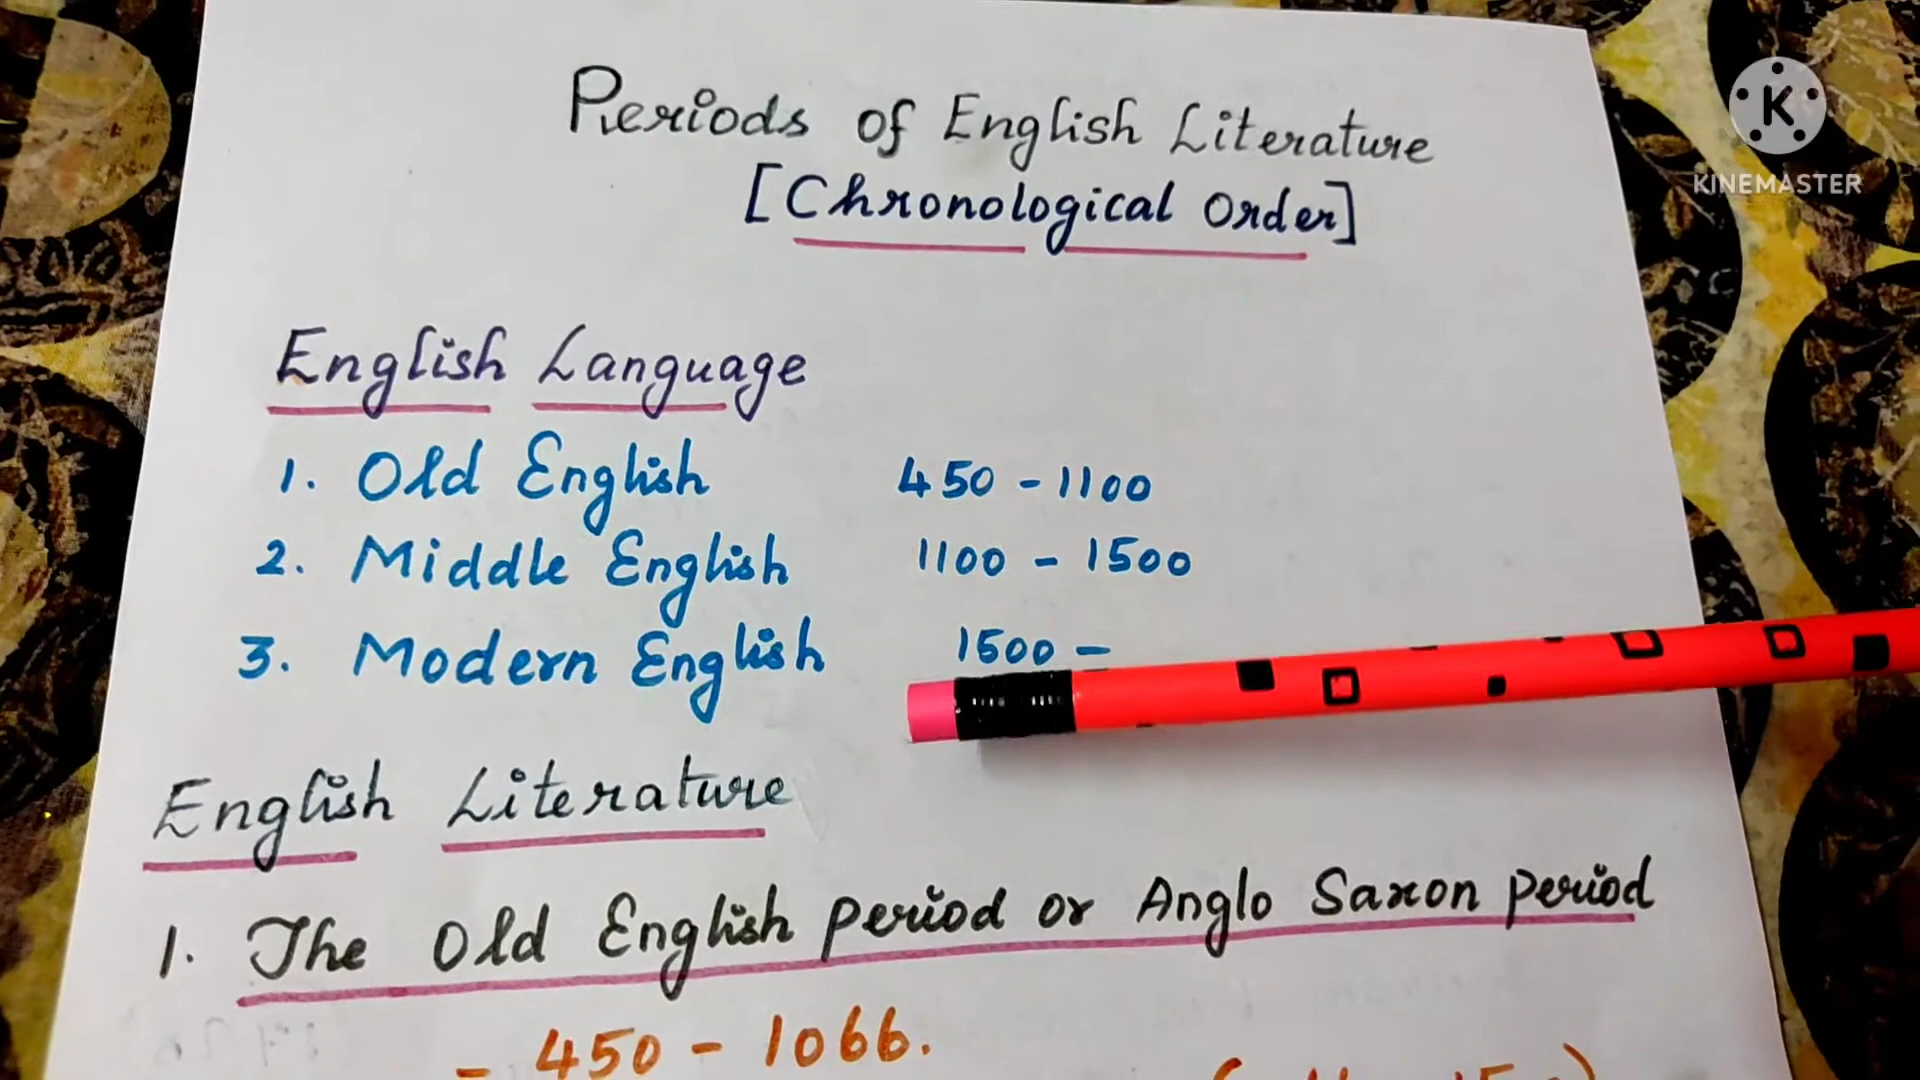 Periods of English Literature
[Chronological Order]
K
KINEMASTER
English Language
1. Old English 450 - 1100
2. Middle English 1100 - 1500
3. Modern English 1500 -
English Literature
1. The Old English period or Anglo Saxon period
- 450 - 1066.